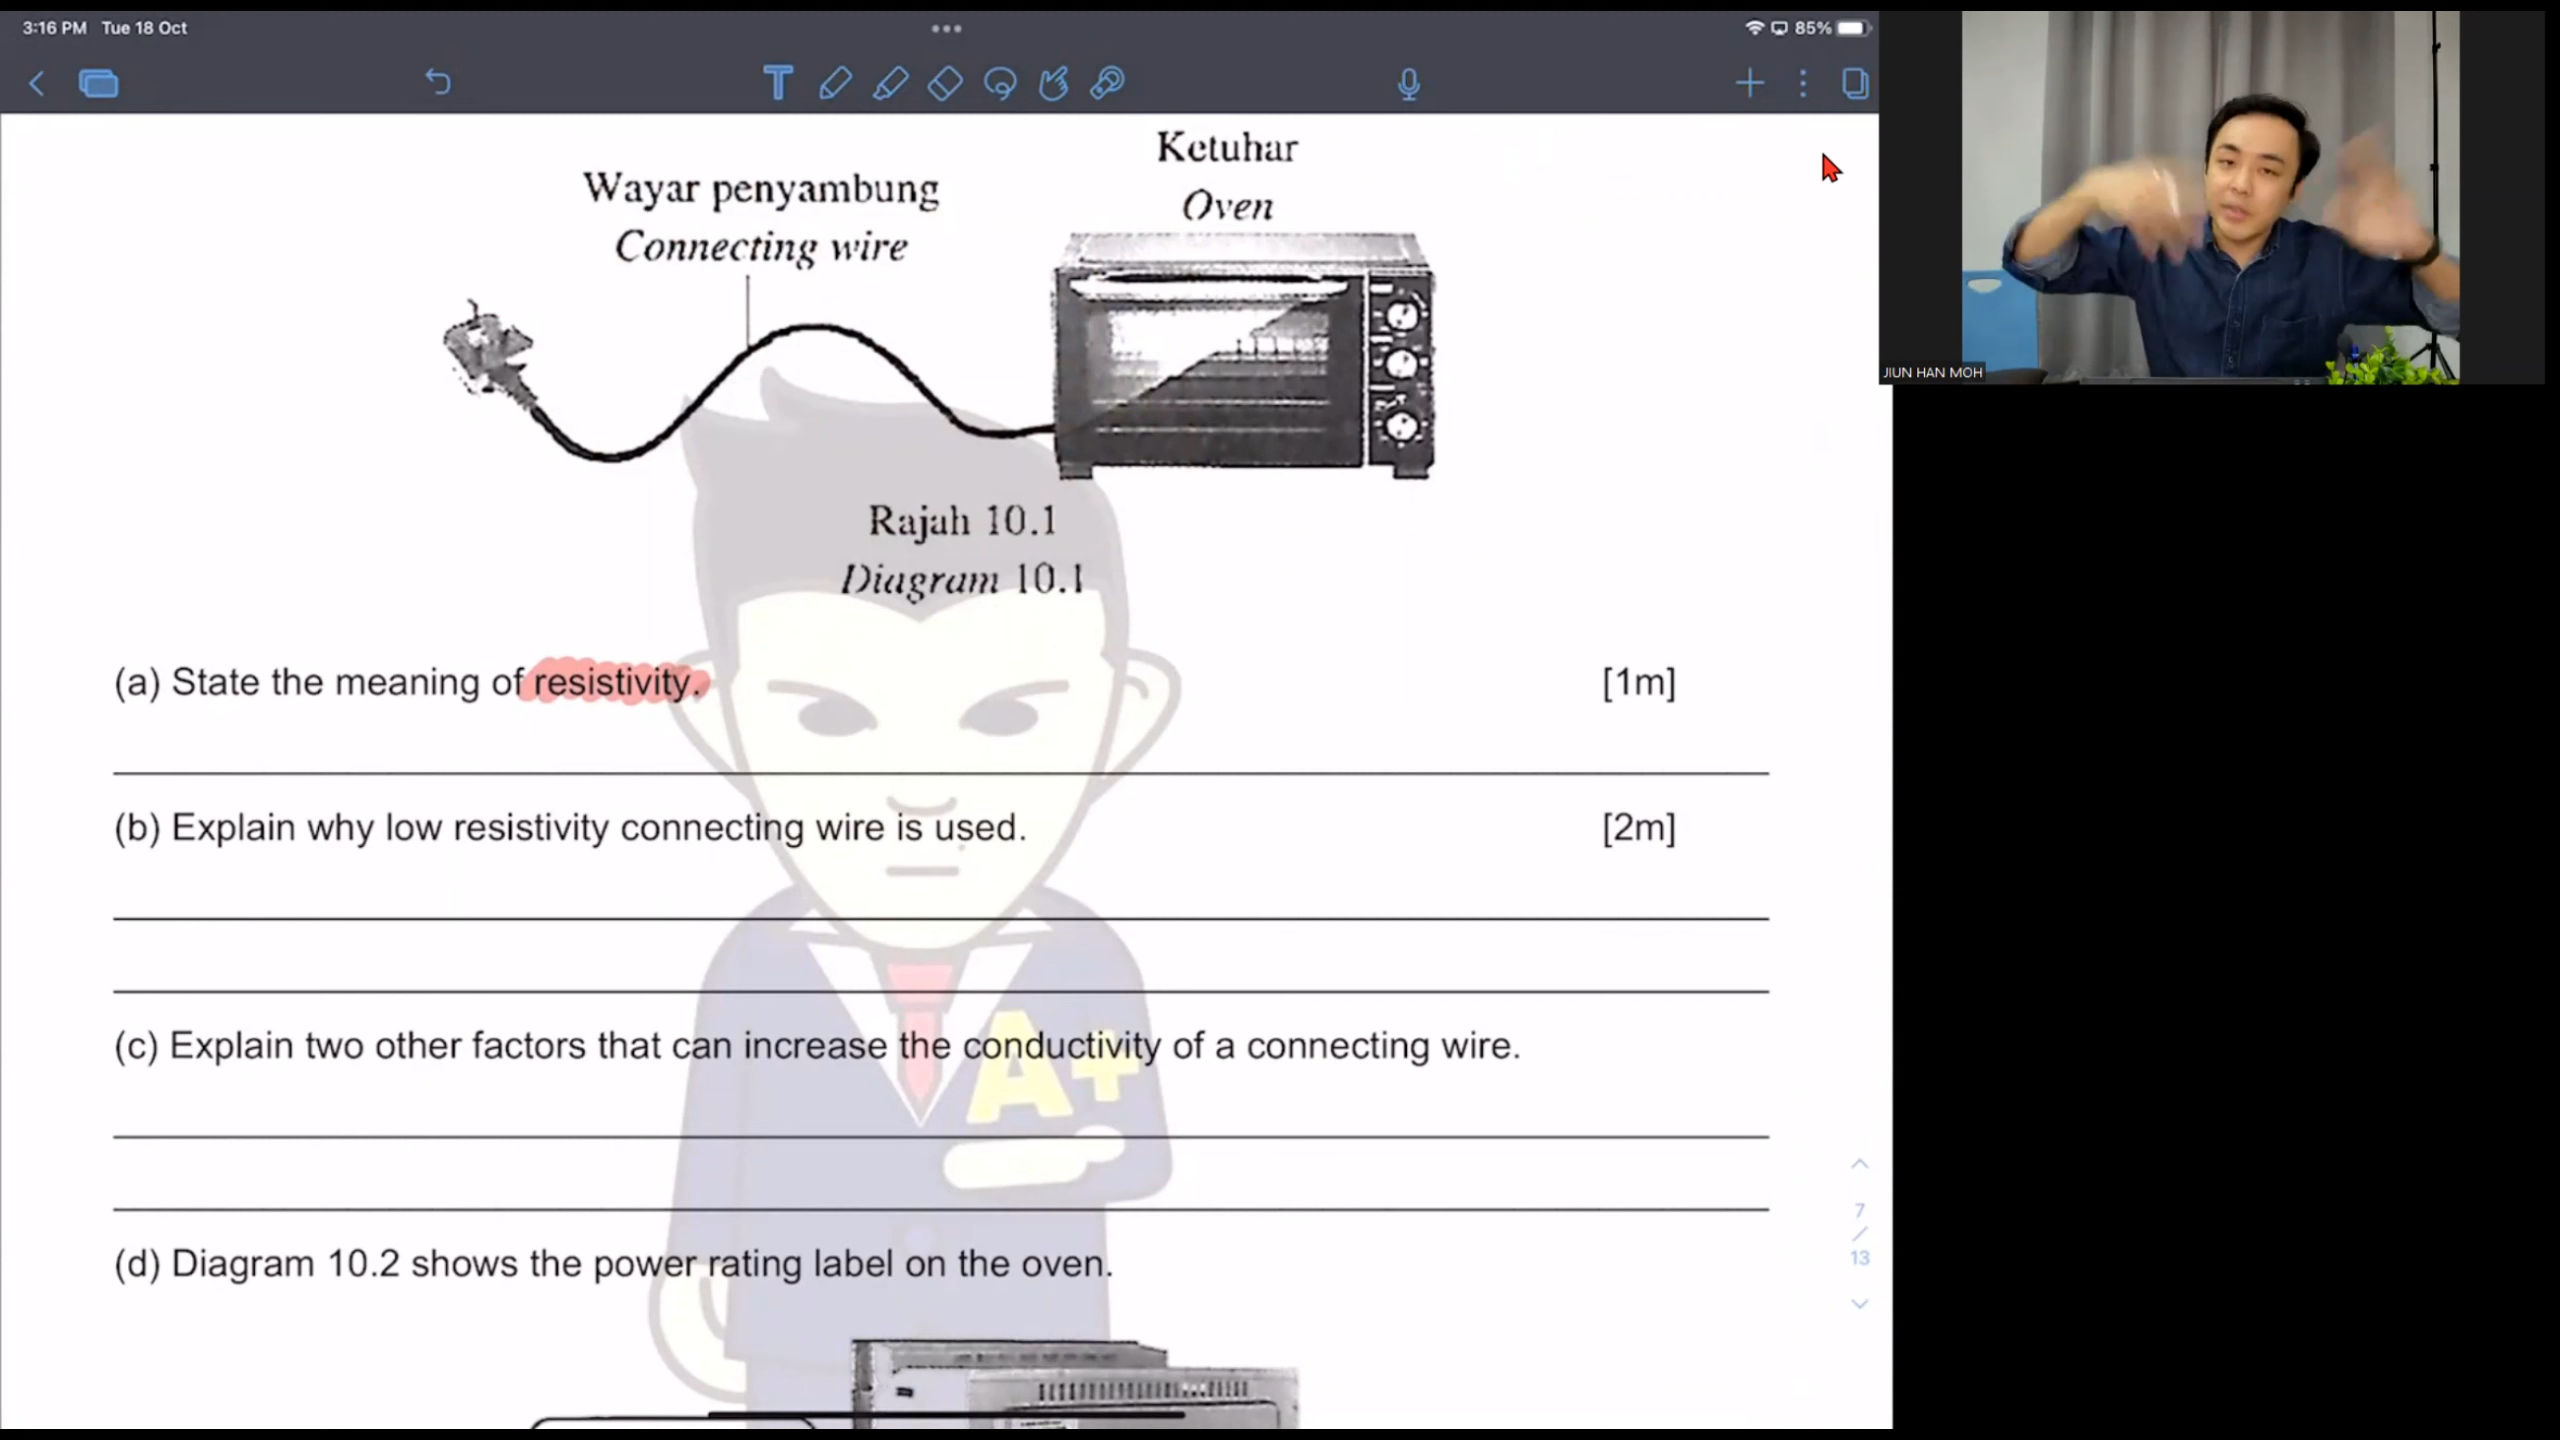 3:16 PM Tue 18 Oct
85%
Ketuhar
Oven
Wayar penyambung
Connecting wire
JIUN HAN MOH
Rajah 10.1
Diagram 10.1
(a) State the meaning of resistivity. [1m]
(b) Explain why low resistivity connecting wire is used. [2m]
A+
(c) Explain two other factors that can increase the conductivity of a connecting wire.
(d) Diagram 10.2 shows the power rating label on the oven.
7
/
13